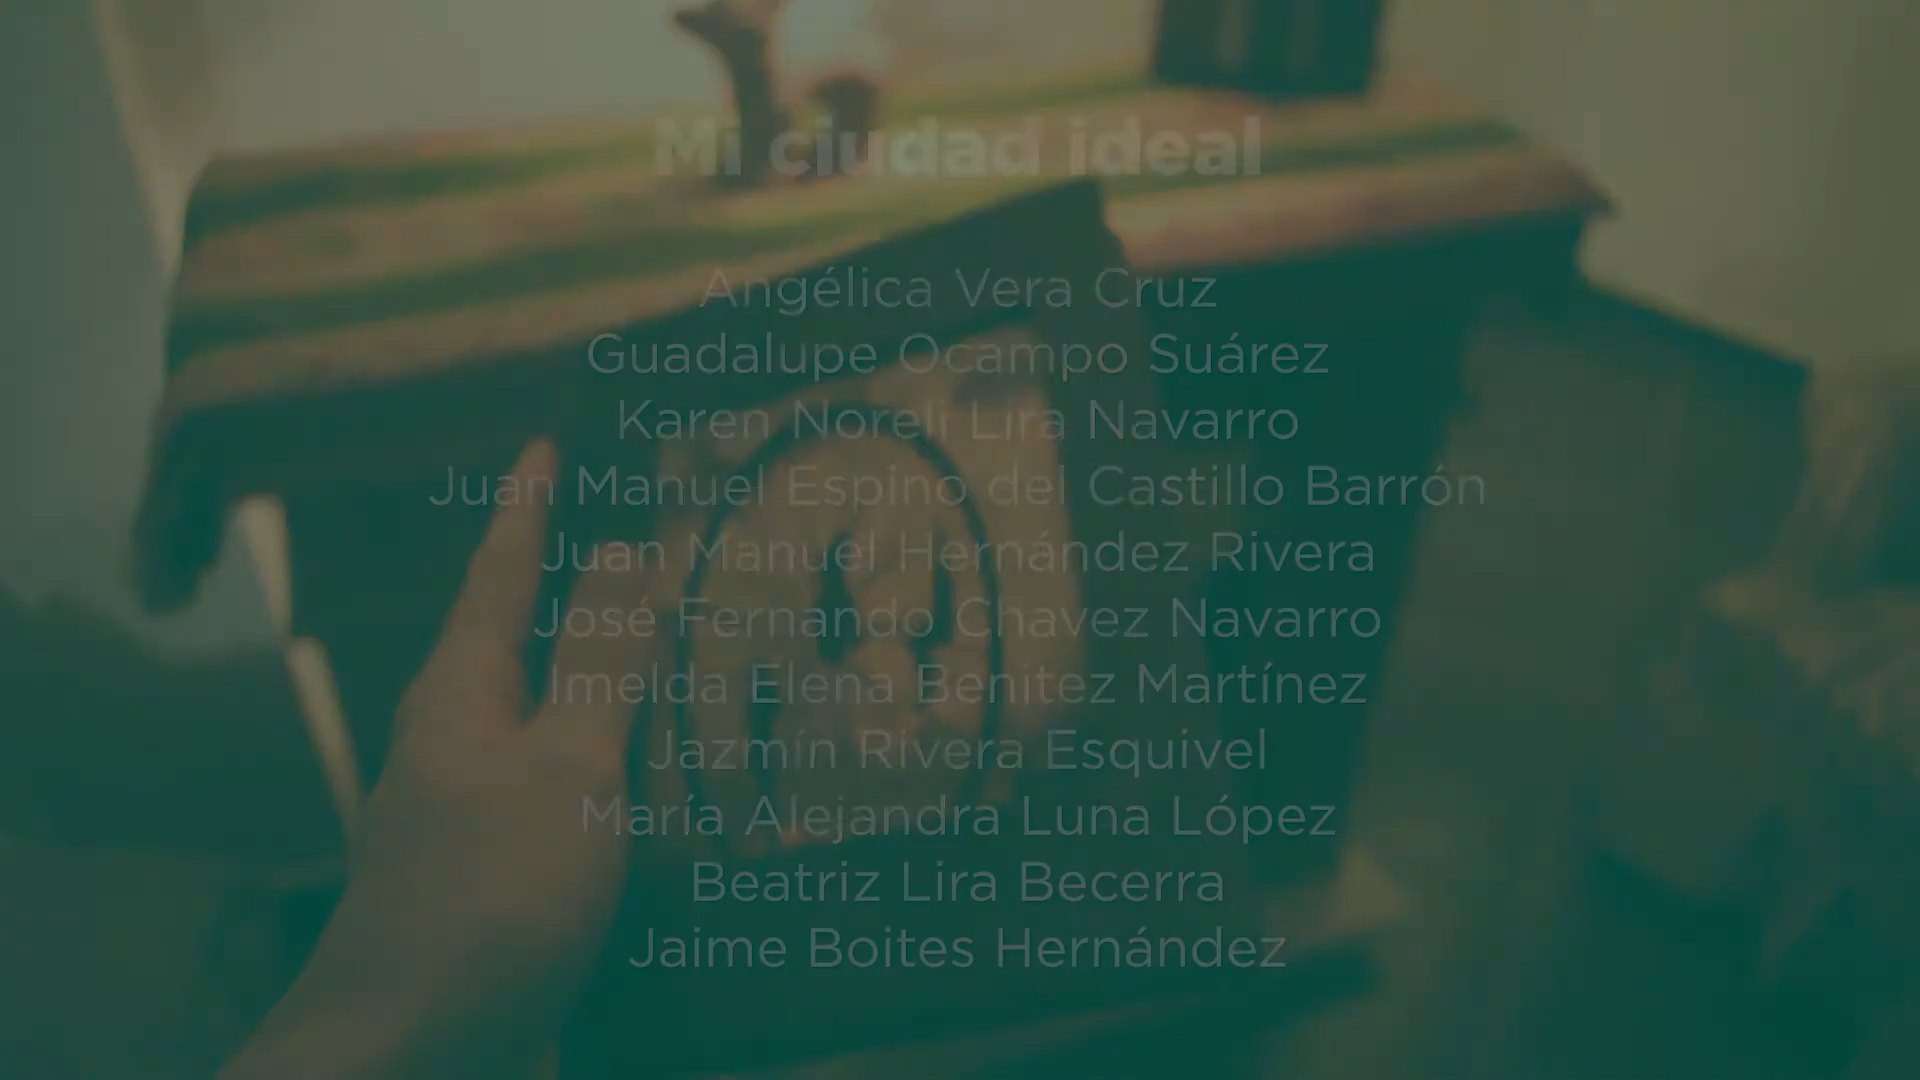 Mi ciudad ideal
Angélica Vera Cruz
Guadalupe Ocampo Suárez
Karen Noreli Lira Navarro
Juan Manuel Espino del Castillo Barrón
Juan Manuel Hernández Rivera
José Fernando Chavez Navarro
Imelda Elena Benitez Martínez
Jazmín Rivera Esquivel
María Alejandra Luna López
Beatriz Lira Becerra
Jaime Boites Hernández